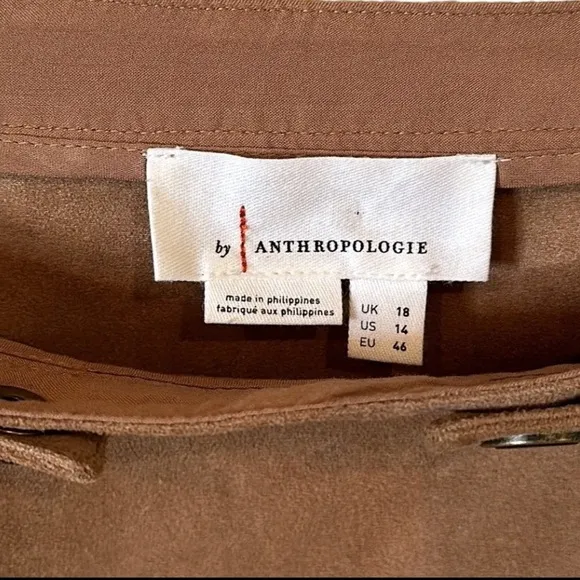 by ANTHROPOLOGIE
made in philippines
fabriqué aux philippines
UK 18
US 14
EU 46